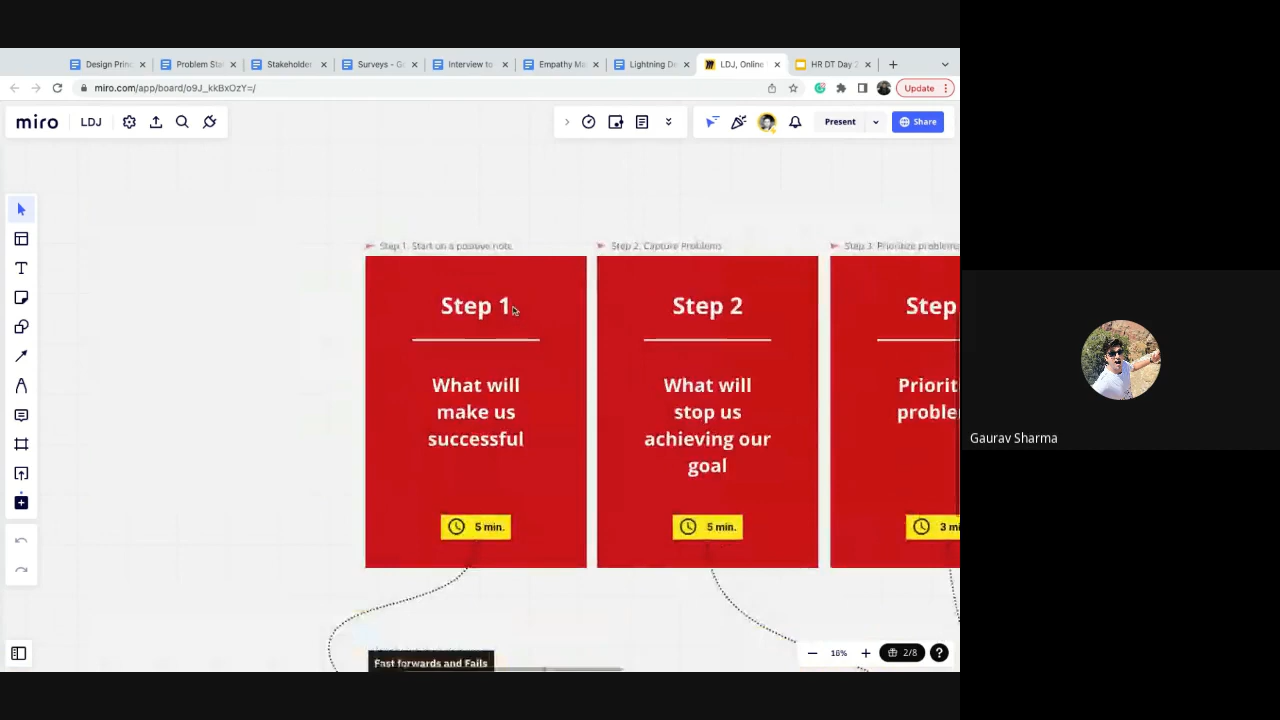 Design Prin
Problem Sta
Stakeholder
Surveys - Go
Interview to
Empathy Ma
Lightning De
LDJ, Online
HR DT Day 2
miro.com/app/board/o9J_kkBxOzY=/
Update
miro
LDJ
Present
Share
Step 1. Start on a positive note
Step 2. Capture Problems
Step 3. Prioritize problems
Step 1
What will
make us
successful
5 min.
Step 2
What will
stop us
achieving our
goal
5 min.
Step
Priorit
proble
3 mi
Fast forwards and Fails
16%
2/8
?
Gaurav Sharma